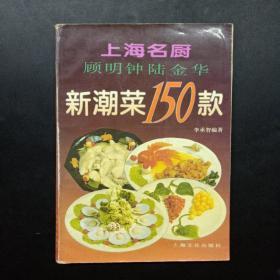 上海名厨
顾明钟陆金华
新潮菜150款
李承智编著
上海文化出版社